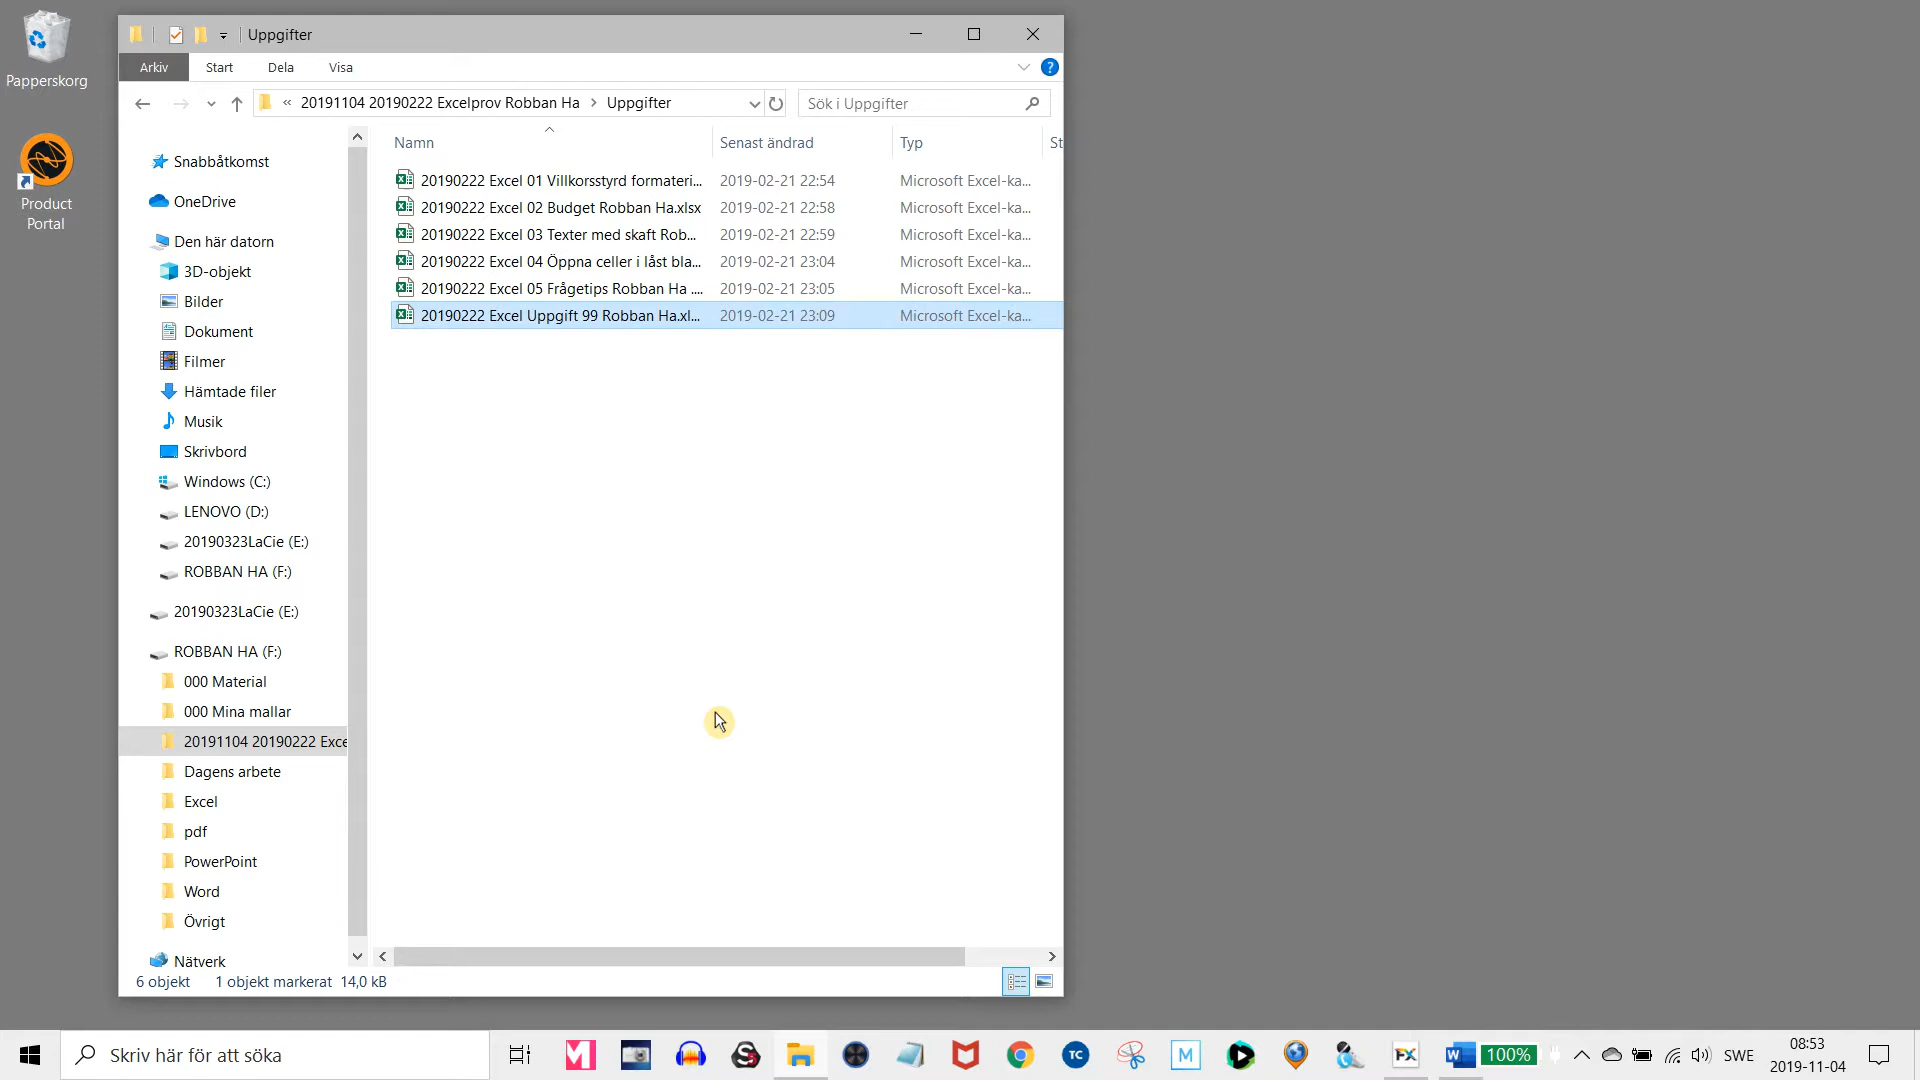 Papperskorg
Product
Portal
Uppgifter
Arkiv
Start
Dela
Visa
?
« 20191104 20190222 Excelprov Robban Ha > Uppgifter
Sök i Uppgifter
Namn
Senast ändrad
Typ
St
Snabbåtkomst
OneDrive
Den här datorn
3D-objekt
Bilder
Dokument
Filmer
Hämtade filer
Musik
Skrivbord
Windows (C:)
LENOVO (D:)
20190323LaCie (E:)
ROBBAN HA (F:)
20190323LaCie (E:)
ROBBAN HA (F:)
000 Material
000 Mina mallar
20191104 20190222 Exce
Dagens arbete
Excel
pdf
PowerPoint
Word
Övrigt
Nätverk
20190222 Excel 01 Villkorsstyrd formateri... 2019-02-21 22:54 Microsoft Excel-ka...
20190222 Excel 02 Budget Robban Ha.xlsx 2019-02-21 22:58 Microsoft Excel-ka...
20190222 Excel 03 Texter med skaft Rob... 2019-02-21 22:59 Microsoft Excel-ka...
20190222 Excel 04 Öppna celler i låst bla... 2019-02-21 23:04 Microsoft Excel-ka...
20190222 Excel 05 Frågetips Robban Ha .... 2019-02-21 23:05 Microsoft Excel-ka...
20190222 Excel Uppgift 99 Robban Ha.xl... 2019-02-21 23:09 Microsoft Excel-ka...
6 objekt
1 objekt markerat 14,0 kB
Skriv här för att söka
M
S
TC
M
FX
W
100%
SWE
08:53
2019-11-04